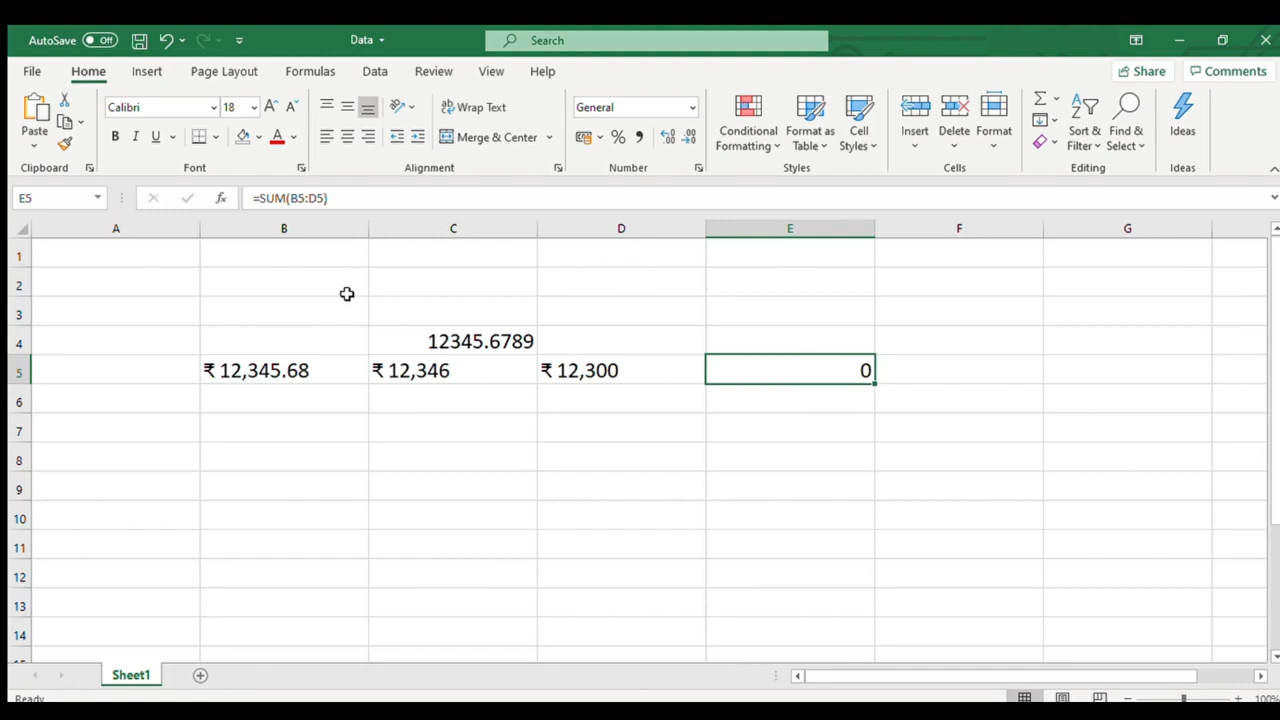 AutoSave Off Data Search
File Home Insert Page Layout Formulas Data Review View Help Share Comments
Calibri 18 Wrap Text General
Paste B I U Merge & Center % Conditional Formatting Format as Table Cell Styles Insert Delete Format Sort & Filter Find & Select Ideas
Clipboard Font Alignment Number Styles Cells Editing Ideas
E5 fx =SUM(B5:D5)
A B C D E F G
1
2
3
4 12345.6789
5 ₹ 12,345.68 ₹ 12,346 ₹ 12,300 0
6
7
8
9
10
11
12
13
14
Sheet1
Ready 100%